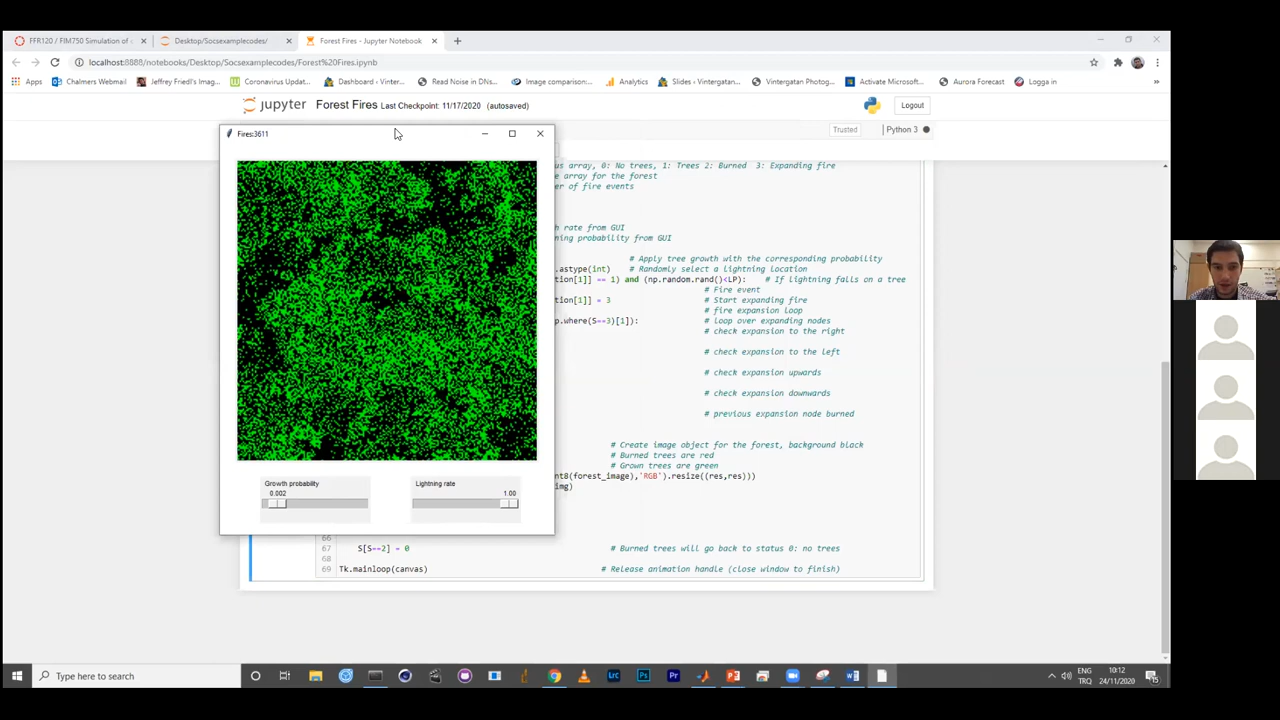 FFR120 / FIM750 Simulation of
Desktop/Socsexamplecodes/
Forest Fires - Jupyter Notebook
localhost:8888/notebooks/Desktop/Socsexamplecodes/Forest%20Fires.ipynb
Apps
Chalmers Webmail
Jeffrey Friedl's Imag...
Coronavirus Updat...
Dashboard ‹ Vinter...
Read Noise in DNs...
Image comparison:...
Analytics
Slides ‹ Vintergatan...
Vintergatan Photog...
Activate Microsoft...
Aurora Forecast
Logga in
»
jupyter Forest Fires Last Checkpoint: 11/17/2020 (autosaved)
Logout
Trusted
Python 3
Fires:3611
us array, 0: No trees, 1: Trees 2: Burned 3: Expanding fire
e array for the forest
er of fire events
h rate from GUI
ning probability from GUI
# Apply tree growth with the corresponding probability
.astype(int) # Randomly select a lightning location
tion[1]] == 1) and (np.random.rand()<LP): # If lightning falls on a tree
# Fire event
tion[1]] = 3 # Start expanding fire
# fire expansion loop
p.where(S==3)[1]): # loop over expanding nodes
# check expansion to the right
# check expansion to the left
# check expansion upwards
# check expansion downwards
# previous expansion node burned
# Create image object for the forest, background black
# Burned trees are red
# Grown trees are green
nt8(forest_image),'RGB').resize((res,res)))
img)
Growth probability
0.002
Lightning rate
1.00
66
67 S[S==2] = 0 # Burned trees will go back to status 0: no trees
68
69 Tk.mainloop(canvas) # Release animation handle (close window to finish)
Type here to search
Lrc
Ps
Pr
ENG
TRQ
10:12
24/11/2020
15